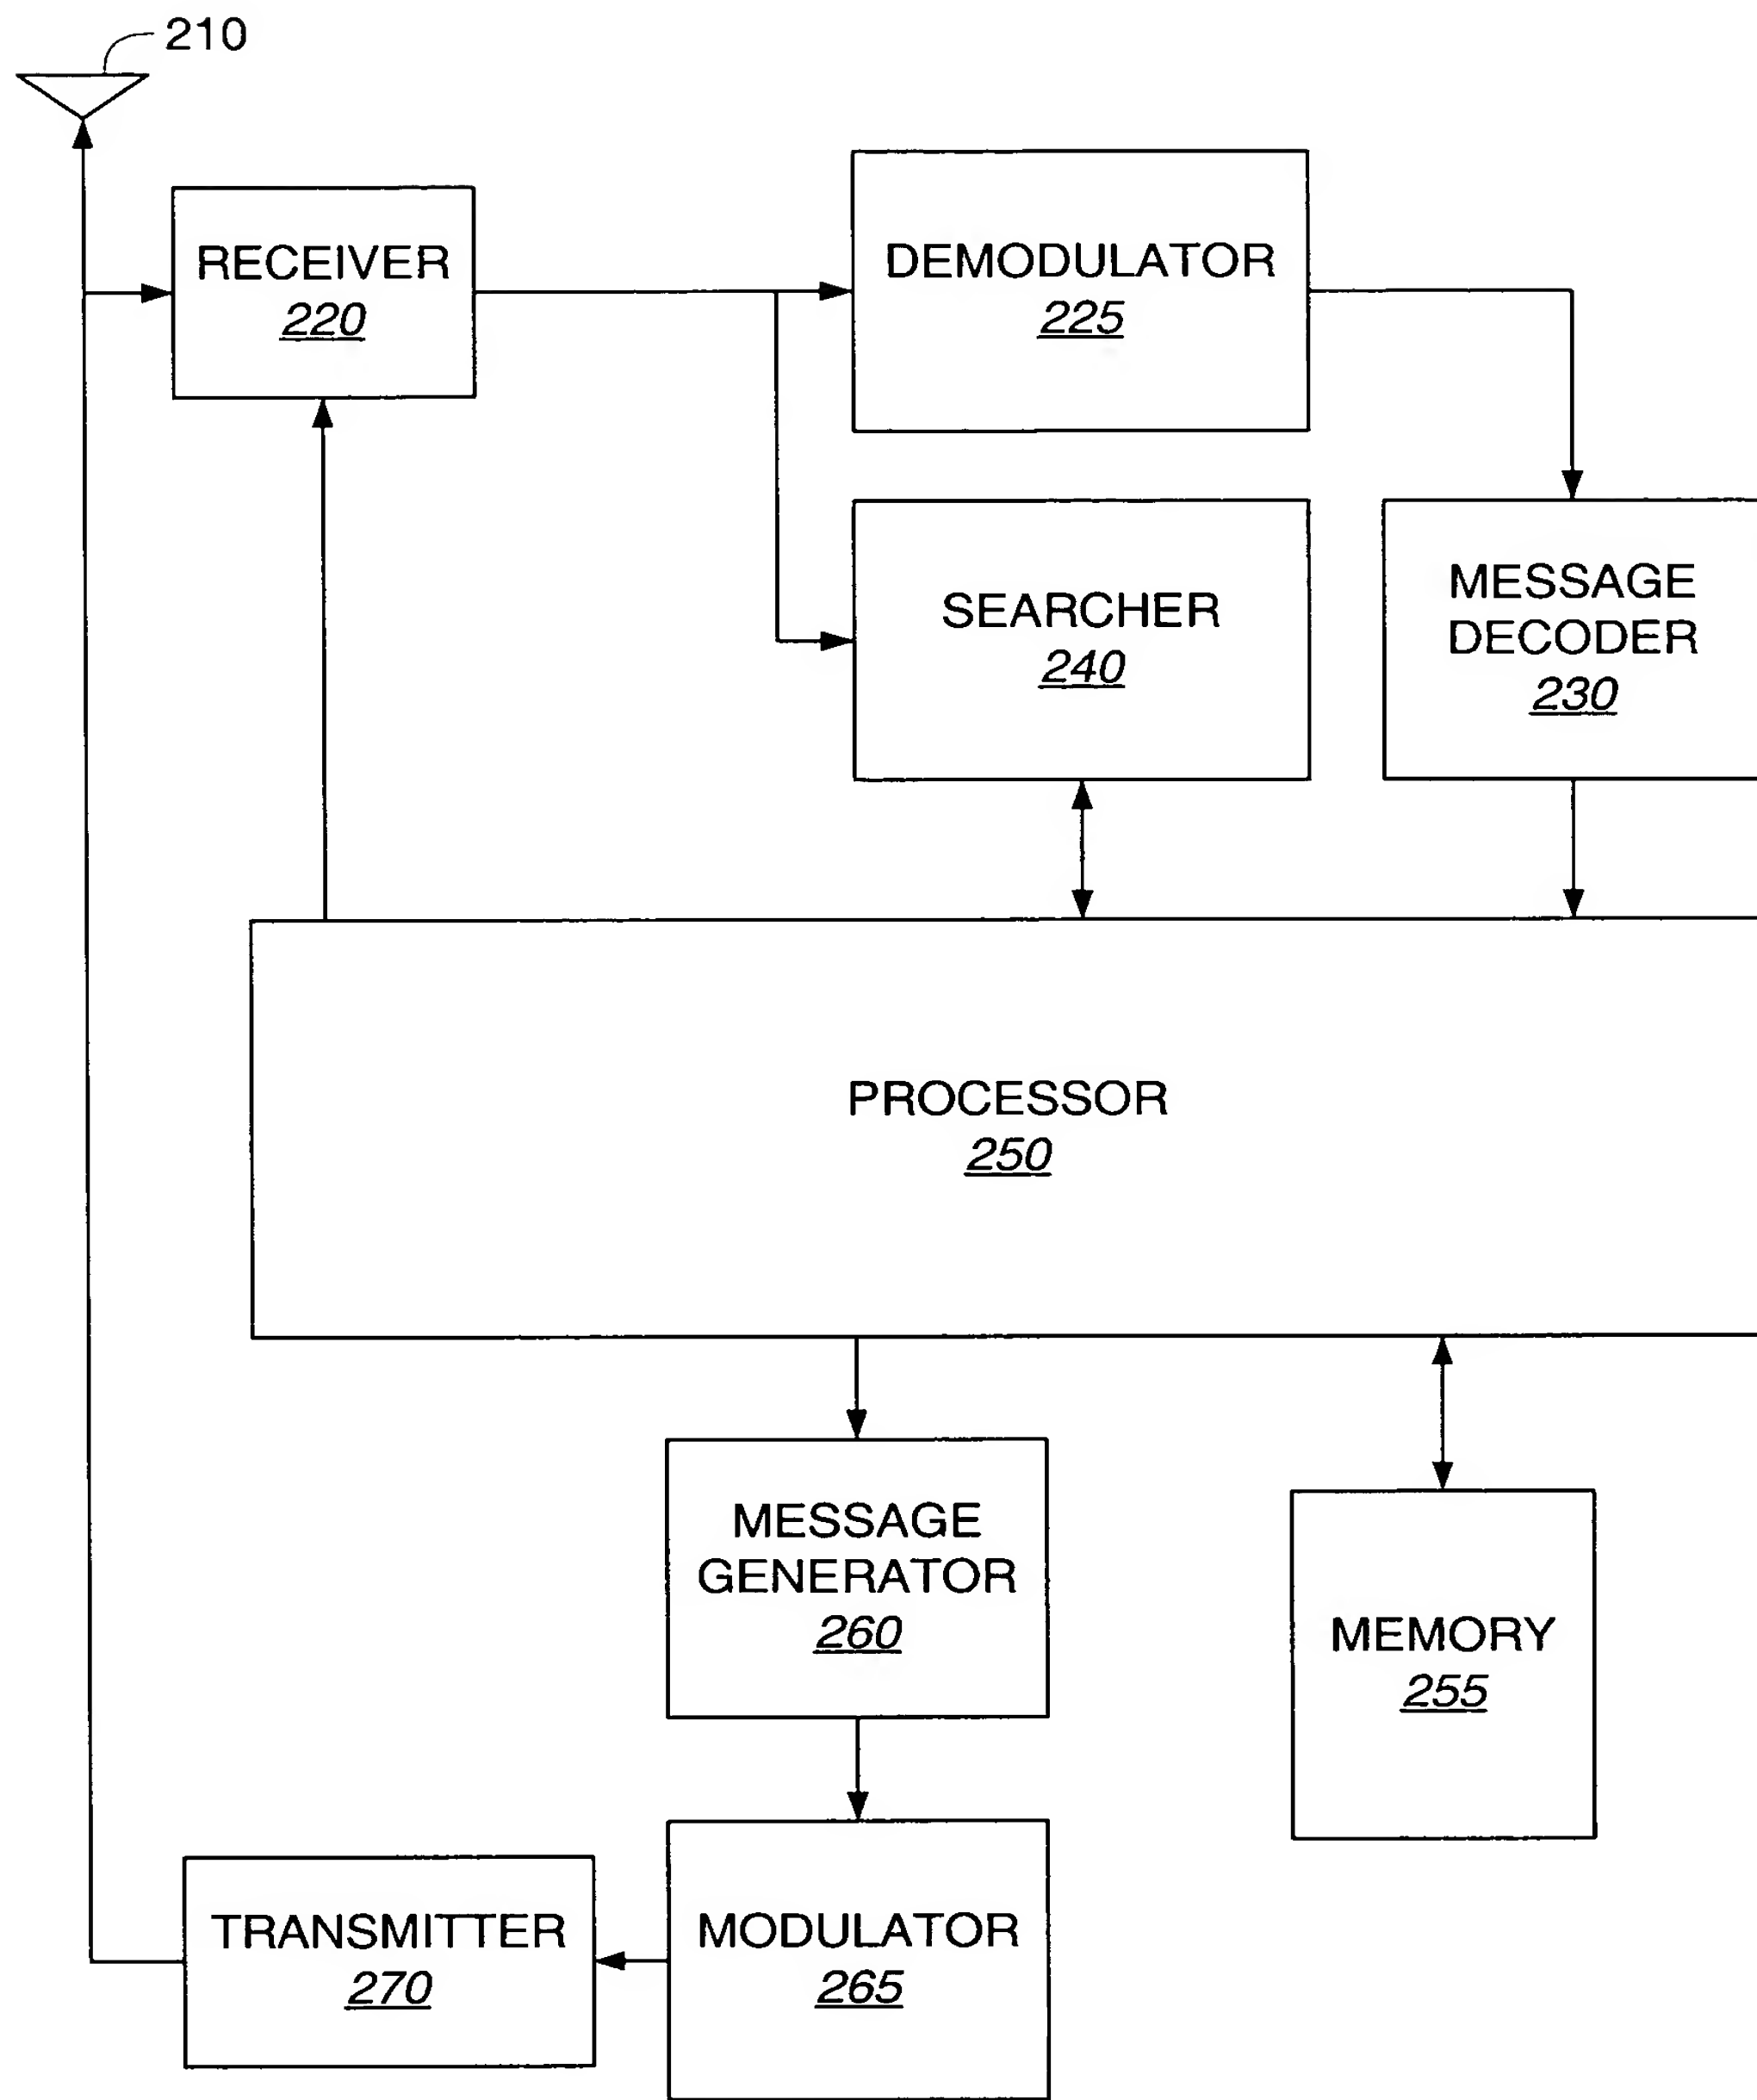 210
RECEIVER
220
DEMODULATOR
225
SEARCHER
240
MESSAGE
DECODER
230
PROCESSOR
250
MESSAGE
GENERATOR
260
MEMORY
255
TRANSMITTER
270
MODULATOR
265